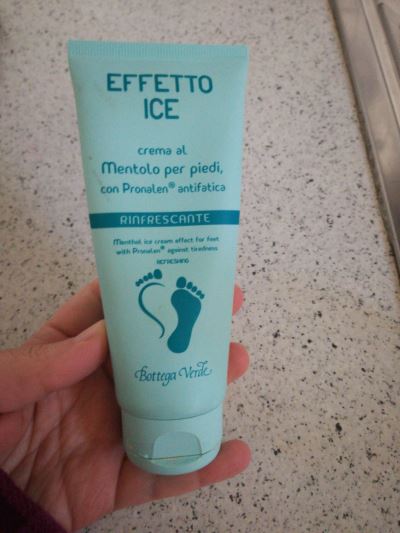 EFFETTO
ICE
crema al
Mentolo per piedi,
con Pronalen® antifatica
RINFRESCANTE
Menthol ice cream effect for feet
with Pronalen® against tiredness
REFRESHING
Bottega Verde